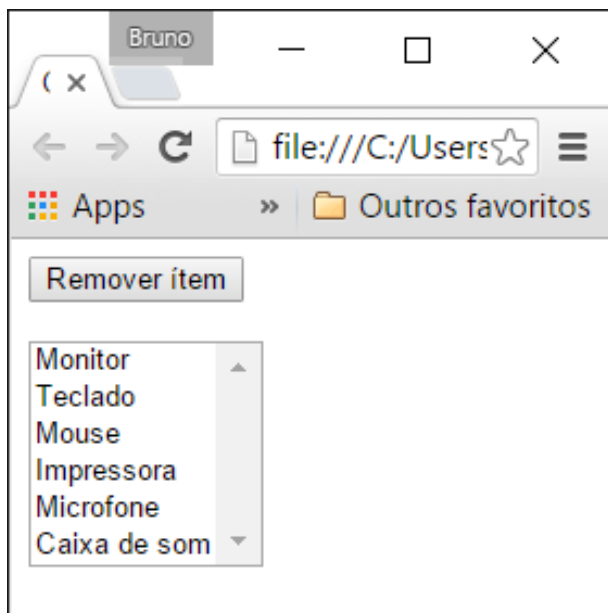 Bruno
(
file:///C:/Users
Apps
»
Outros favoritos
Remover ítem
Monitor
Teclado
Mouse
Impressora
Microfone
Caixa de som